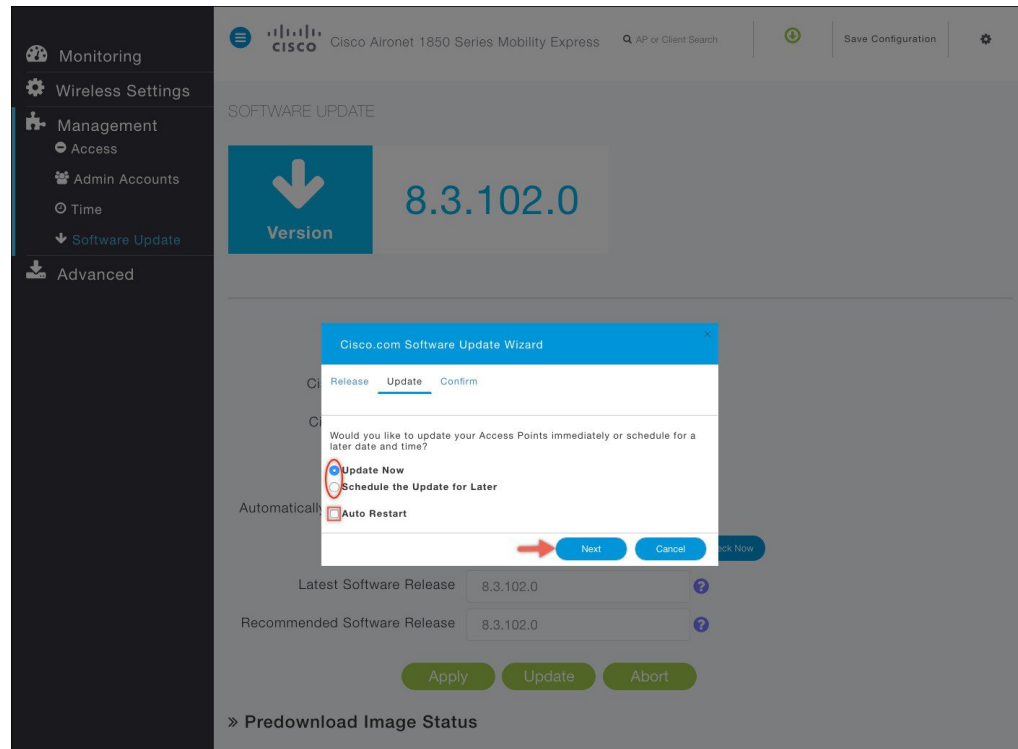 Monitoring
Wireless Settings
Management
Access
Admin Accounts
Time
Software Update
Advanced
CISCO Cisco Aironet 1850 Series Mobility Express
AP or Client Search
Save Configuration
SOFTWARE UPDATE
Version
8.3.102.0
Cisco.com Software Update Wizard
×
Release Update Confirm
Would you like to update your Access Points immediately or schedule for a
later date and time?
Update Now
Schedule the Update for Later
Auto Restart
Next Cancel
Automatically
Now
Latest Software Release 8.3.102.0 ?
Recommended Software Release 8.3.102.0 ?
Apply Update Abort
» Predownload Image Status